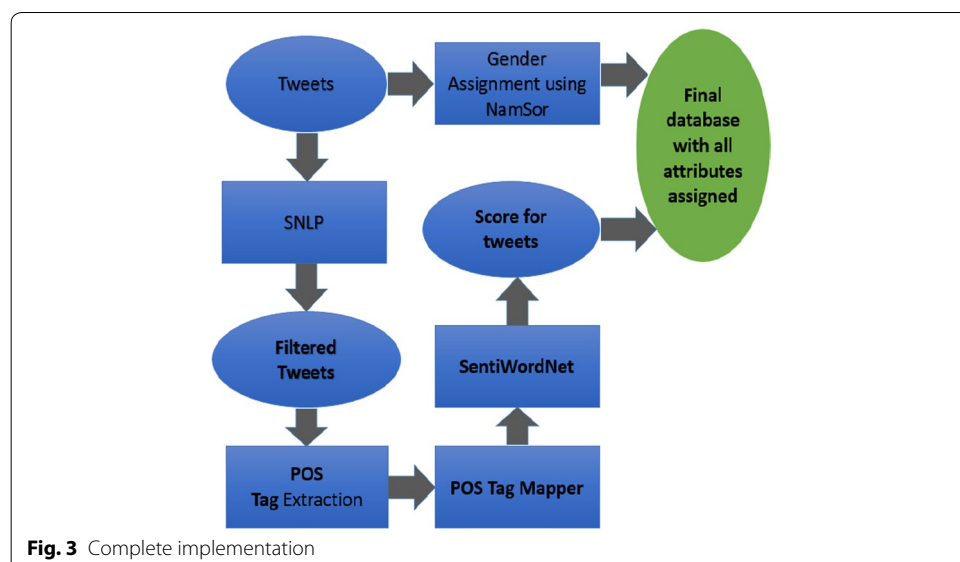 Tweets
Gender
Assignment using
NamSor
Final
database
with all
attributes
assigned
SNLP
Score for
tweets
Filtered
Tweets
SentiWordNet
POS
Tag Extraction
POS Tag Mapper
Fig. 3 Complete implementation